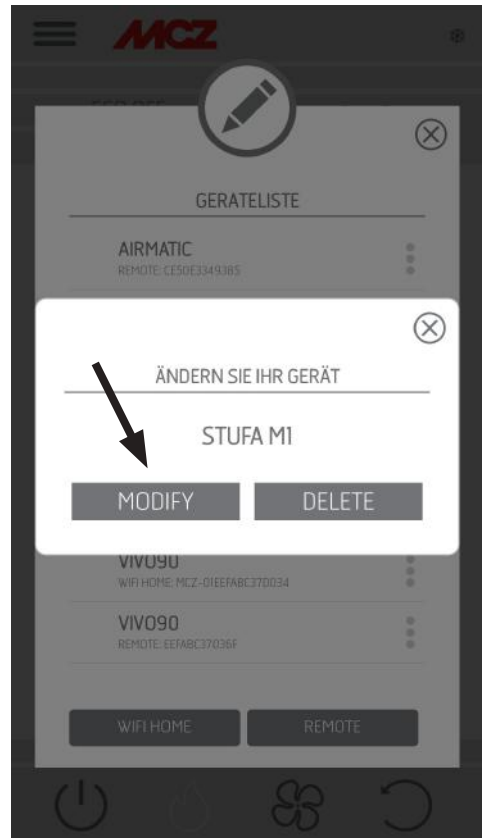 MCZ
GERATELISTE
AIRMATIC
REMOTE: CE50E3349385
ÄNDERN SIE IHR GERÄT
STUFA M1
MODIFY DELETE
VIVO90
WIFI HOME: MCZ-01EEFABC37D034
VIVO90
REMOTE: EEFABC37036F
WIFI HOME REMOTE